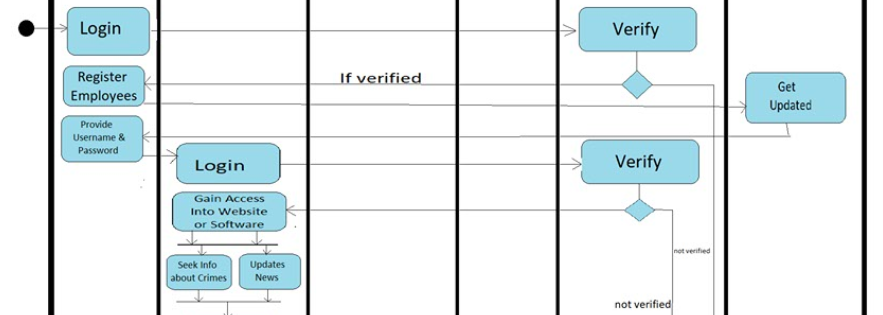 Login
Verify
If verified
Register
Employees
Get
Updated
Provide
Username &
Password
Login
Verify
Gain Access
Into Website
or Software
not verified
Seek Info
about Crimes
Updates
News
not verified